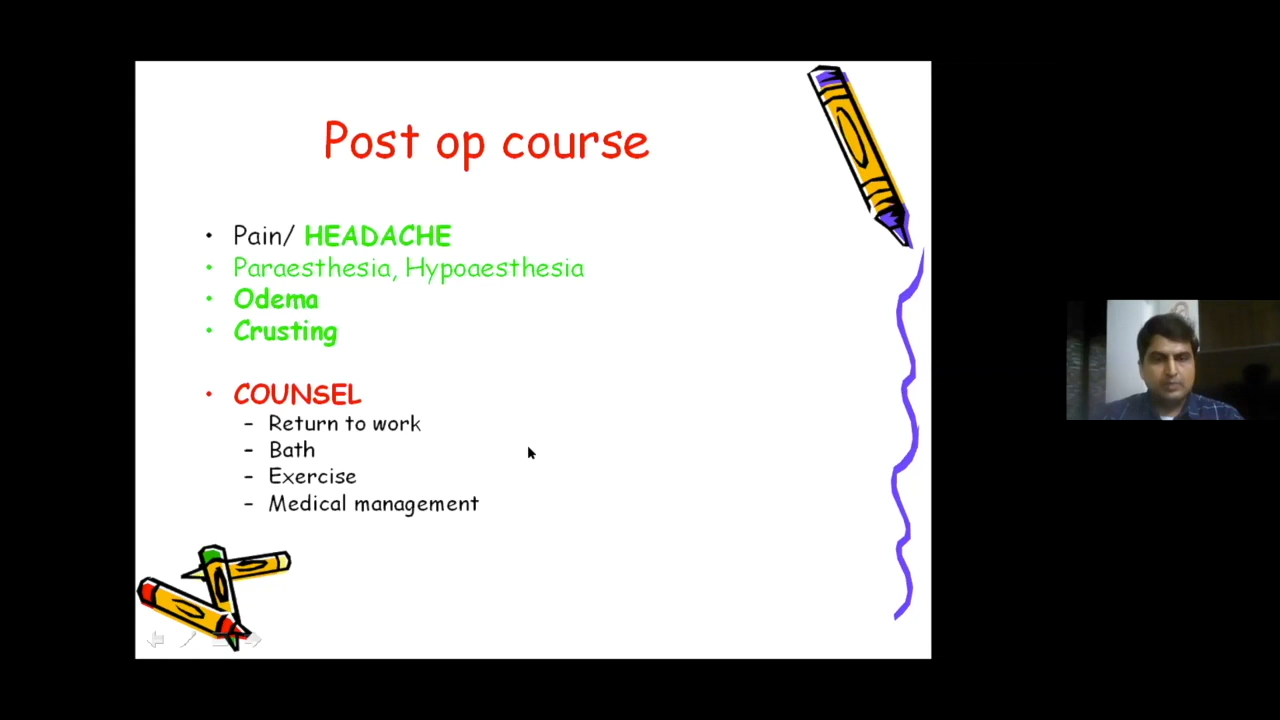 Post op course
• Pain/ HEADACHE
• Paraesthesia, Hypoaesthesia
• Odema
• Crusting
• COUNSEL
– Return to work
– Bath
– Exercise
– Medical management